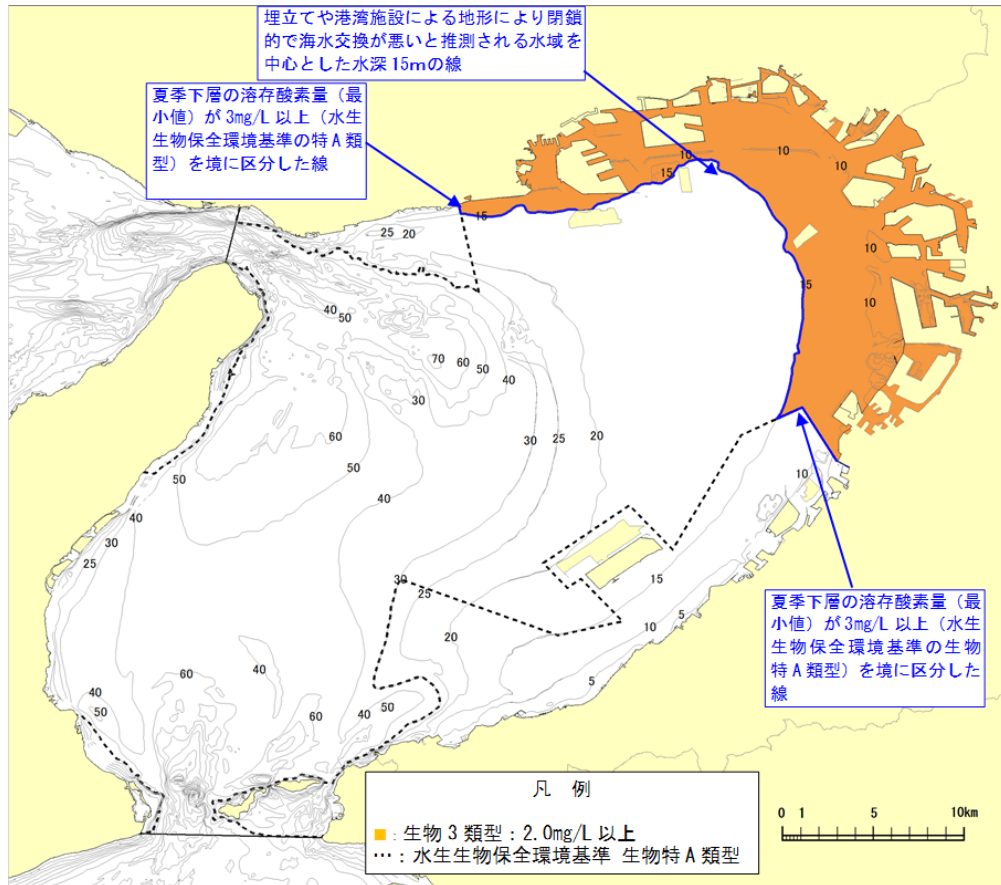 埋立てや港湾施設による地形により閉鎖
的で海水交換が悪いと推測される水域を
中心とした水深 15mの線
夏季下層の溶存酸素量（最
小値）が 3mg/L 以上（水生
生物保全環境基準の特A類
型）を境に区分した線
10
10
15
10
15
25
20
10
15
10
40
50
70
60
50
40
30
60
30
25
20
50
50
40
10
40
30
25
30
25
15
20
10
5
5
夏季下層の溶存酸素量（最
小値）が 3mg/L 以上（水生
生物保全環境基準の生物
特A類型）を境に区分した
線
60
40
40
50
60
40
50
凡 例
■：生物 3 類型：2.0mg/L 以上
･･･：水生生物保全環境基準 生物特A類型
0 1 5 10km